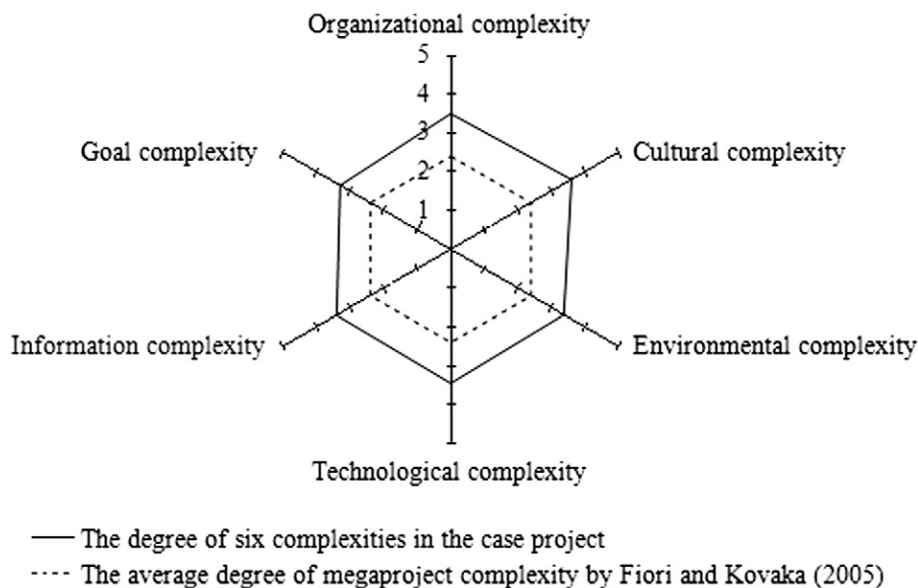 Organizational complexity
5
4
3
2
1
Goal complexity
Cultural complexity
Information complexity
Environmental complexity
Technological complexity
The degree of six complexities in the case project
The average degree of megaproject complexity by Fiori and Kovaka (2005)